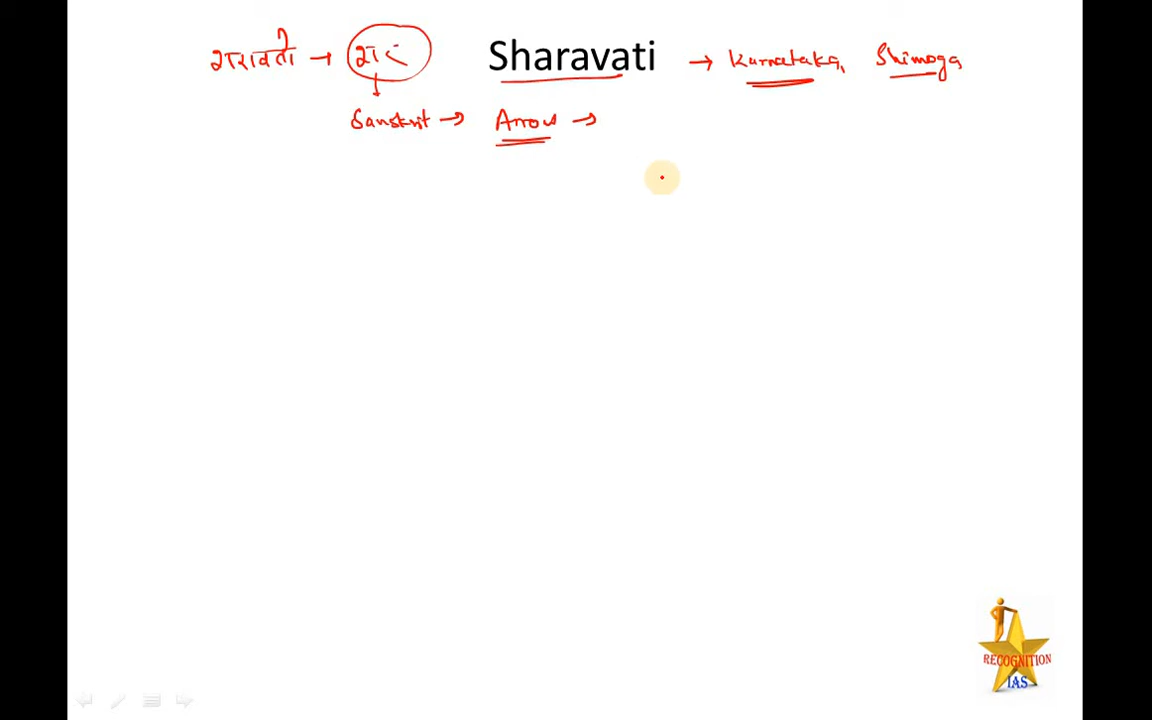 शरावती → शर Sharavati → Karnataka, Shimoga
Sanskrit → Arrow →
RECOGNITION
IAS